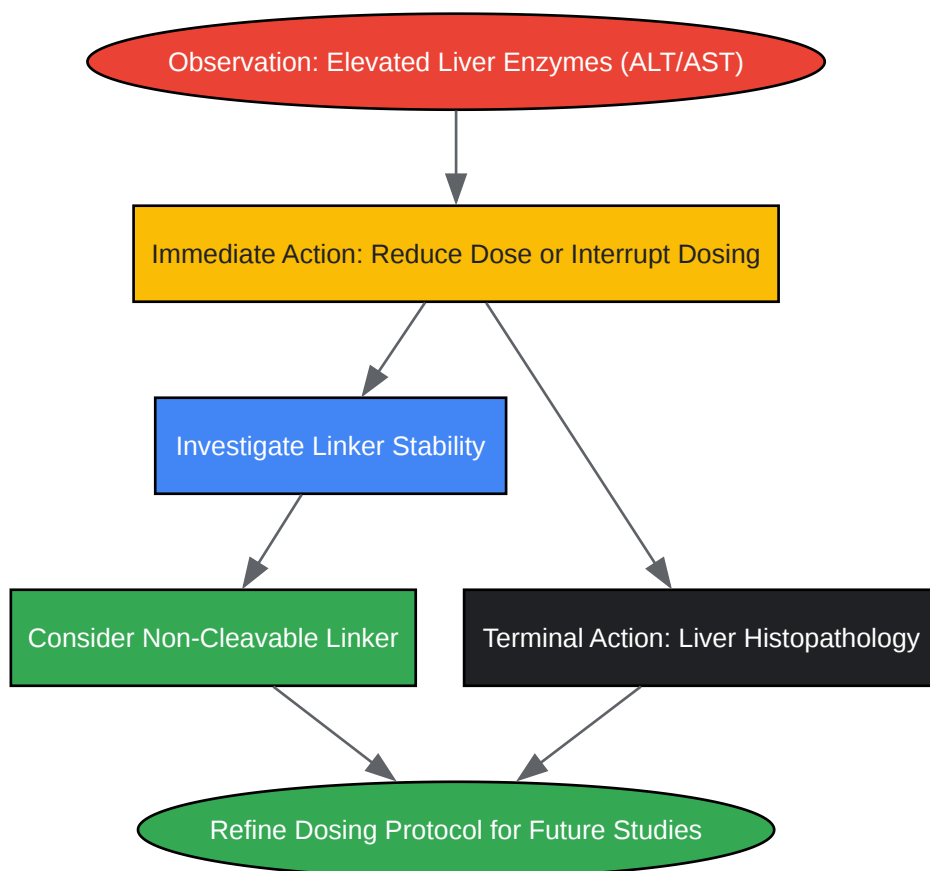 Observation: Elevated Liver Enzymes (ALT/AST)
Immediate Action: Reduce Dose or Interrupt Dosing
Investigate Linker Stability
Consider Non-Cleavable Linker
Terminal Action: Liver Histopathology
Refine Dosing Protocol for Future Studies